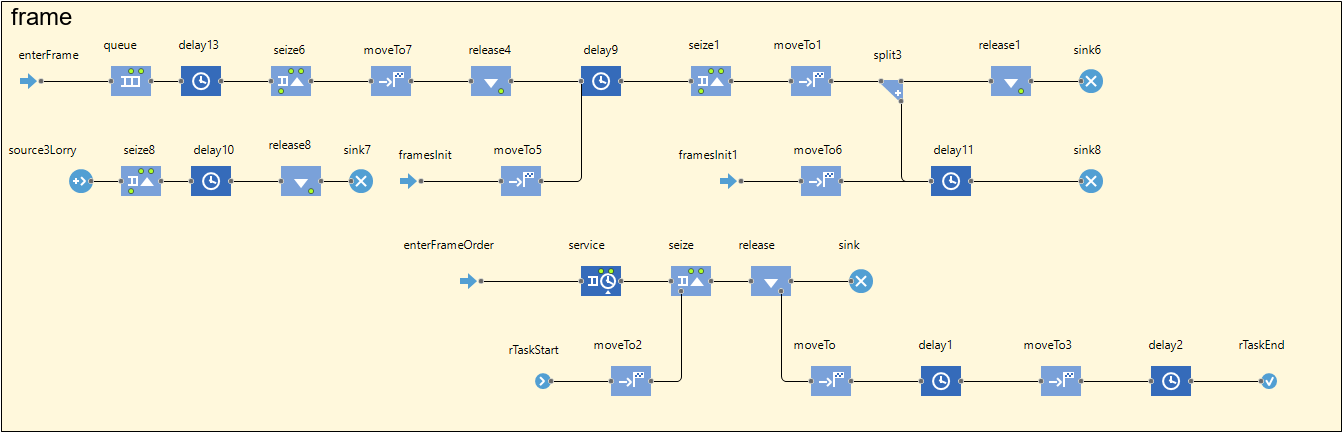 frame
enterFrame queue delay13 seize6 moveTo7 release4 delay9 seize1 moveTo1 split3 release1 sink6
source3Lorry seize8 delay10 release8 sink7 framesInit moveTo5 framesInit1 moveTo6 delay11 sink8
enterFrameOrder service seize release sink
rTaskStart moveTo2 moveTo delay1 moveTo3 delay2 rTaskEnd